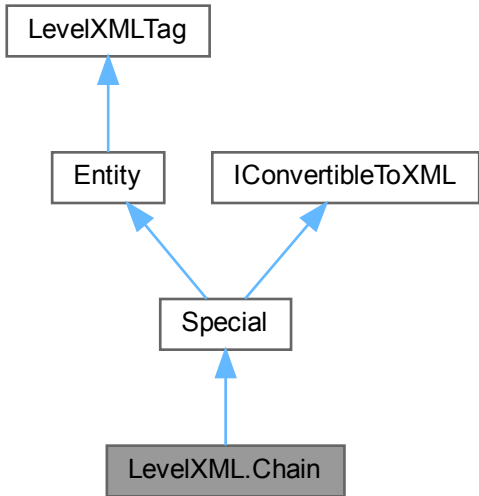 LevelXMLTag
Entity
IConvertibleToXML
Special
LevelXML.Chain